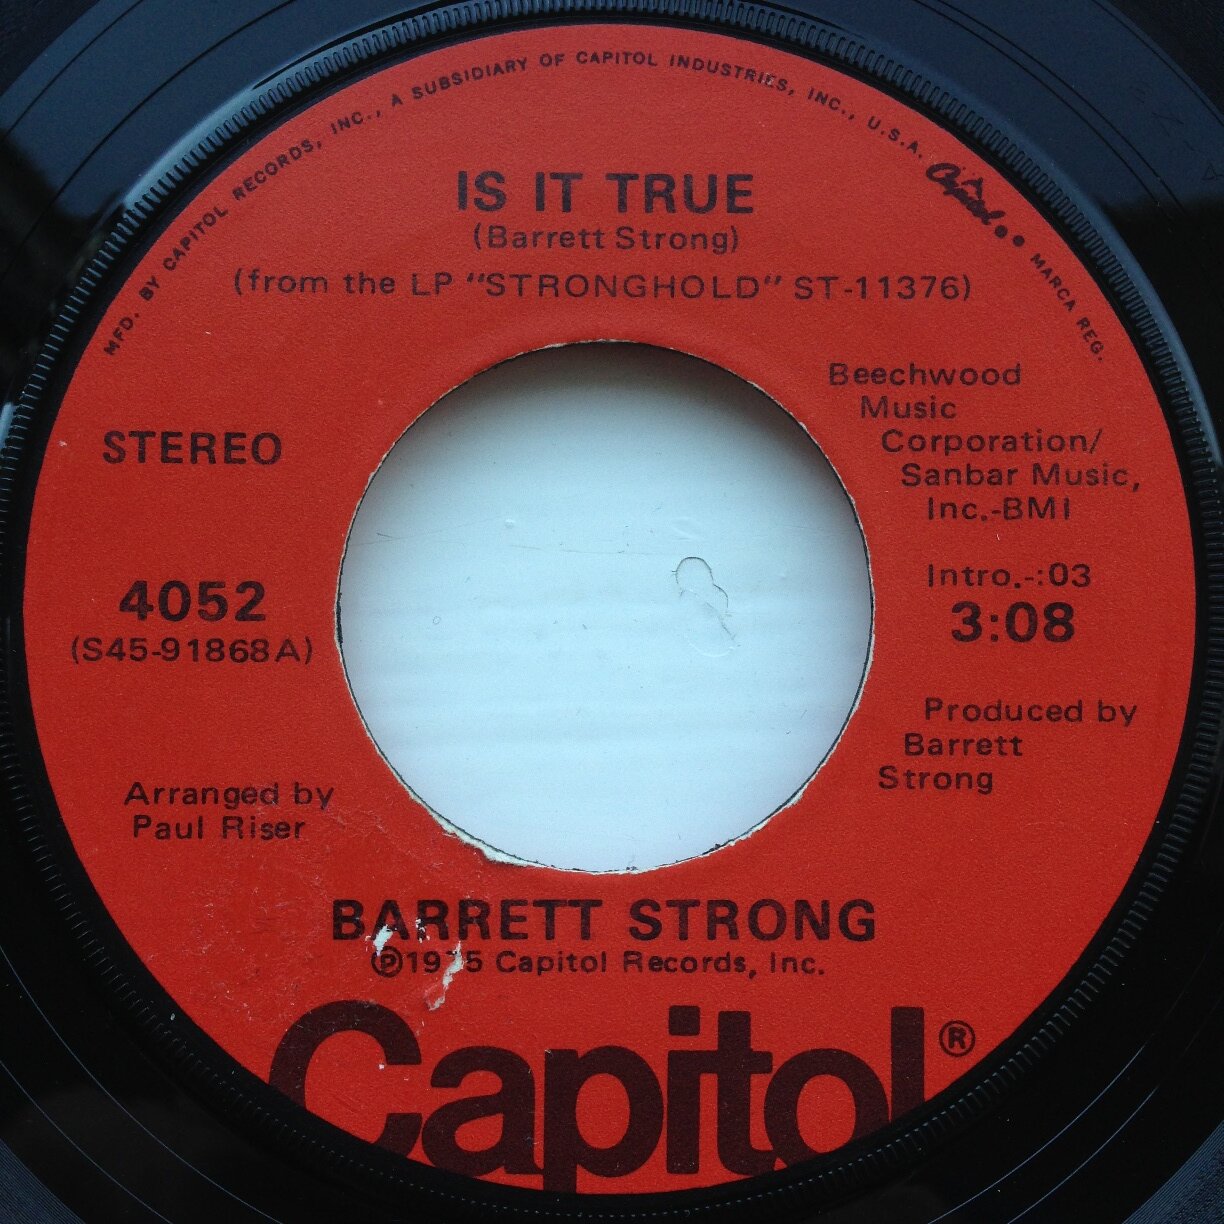 MFD. BY CAPITOL RECORDS, INC., A SUBSIDIARY OF CAPITOL INDUSTRIES, INC., U.S.A. Capitol • MARCA REG.
IS IT TRUE
(Barrett Strong)
(from the LP "STRONGHOLD" ST-11376)
STEREO
4052
(S45-91868A)
Arranged by
Paul Riser
Beechwood
Music
Corporation/
Sanbar Music,
Inc.-BMI
Intro.-:03
3:08
Produced by
Barrett
Strong
BARRETT STRONG
Ⓟ1975 Capitol Records, Inc.
Capitol®